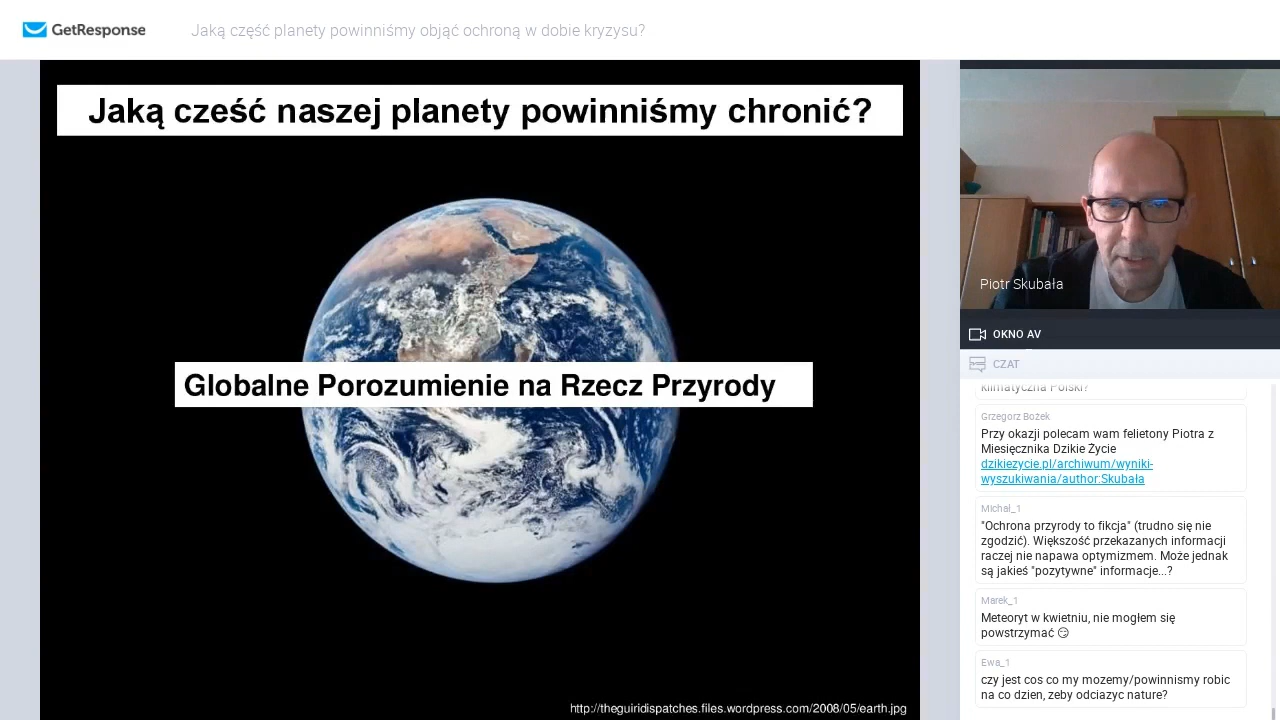 GetResponse
Jaką część planety powinniśmy objąć ochroną w dobie kryzysu?
Jaką cześć naszej planety powinniśmy chronić?
Globalne Porozumienie na Rzecz Przyrody
http://theguiridispatches.files.wordpress.com/2008/05/earth.jpg
Piotr Skubała
OKNO AV
CZAT
klimatyczna Polski?
Grzegorz Bożek
Przy okazji polecam wam felietony Piotra z
Miesięcznika Dzikie Życie
dzikiezycie.pl/archiwum/wyniki-
wyszukiwania/author:Skubała
Michał_1
"Ochrona przyrody to fikcja" (trudno się nie
zgodzić). Większość przekazanych informacji
raczej nie napawa optymizmem. Może jednak
są jakieś "pozytywne" informacje...?
Marek_1
Meteoryt w kwietniu, nie mogłem się
powstrzymać 😏
Ewa_1
czy jest cos co my mozemy/powinnismy robic
na co dzien, zeby odciazyc nature?